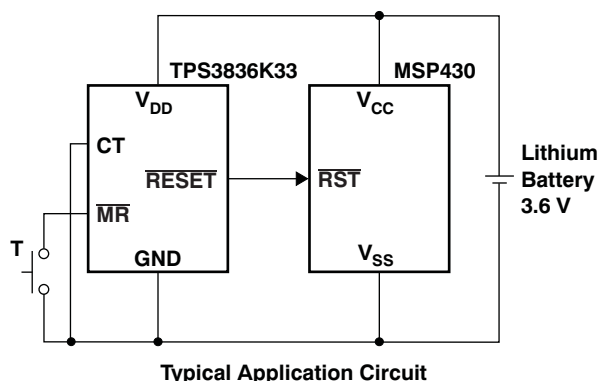 TPS3836K33
MSP430
VDD
VCC
CT
RESET
RST
MR
T
GND
VSS
Lithium
Battery
3.6 V
Typical Application Circuit